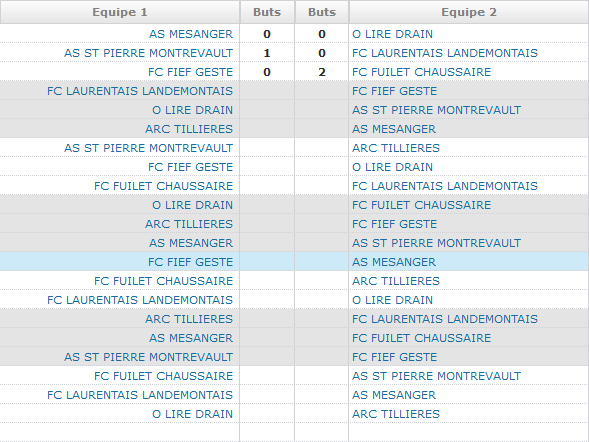 Equipe 1 Buts Buts Equipe 2
AS MESANGER 0 0 O LIRE DRAIN
AS ST PIERRE MONTREVAULT 1 0 FC LAURENTAIS LANDEMONTAIS
FC FIEF GESTE 0 2 FC FUILET CHAUSSAIRE
FC LAURENTAIS LANDEMONTAIS FC FIEF GESTE
O LIRE DRAIN AS ST PIERRE MONTREVAULT
ARC TILLIERES AS MESANGER
AS ST PIERRE MONTREVAULT ARC TILLIERES
FC FIEF GESTE O LIRE DRAIN
FC FUILET CHAUSSAIRE FC LAURENTAIS LANDEMONTAIS
O LIRE DRAIN FC FUILET CHAUSSAIRE
ARC TILLIERES FC FIEF GESTE
AS MESANGER AS ST PIERRE MONTREVAULT
FC FIEF GESTE AS MESANGER
FC FUILET CHAUSSAIRE ARC TILLIERES
FC LAURENTAIS LANDEMONTAIS O LIRE DRAIN
ARC TILLIERES FC LAURENTAIS LANDEMONTAIS
AS MESANGER FC FUILET CHAUSSAIRE
AS ST PIERRE MONTREVAULT FC FIEF GESTE
FC FUILET CHAUSSAIRE AS ST PIERRE MONTREVAULT
FC LAURENTAIS LANDEMONTAIS AS MESANGER
O LIRE DRAIN ARC TILLIERES